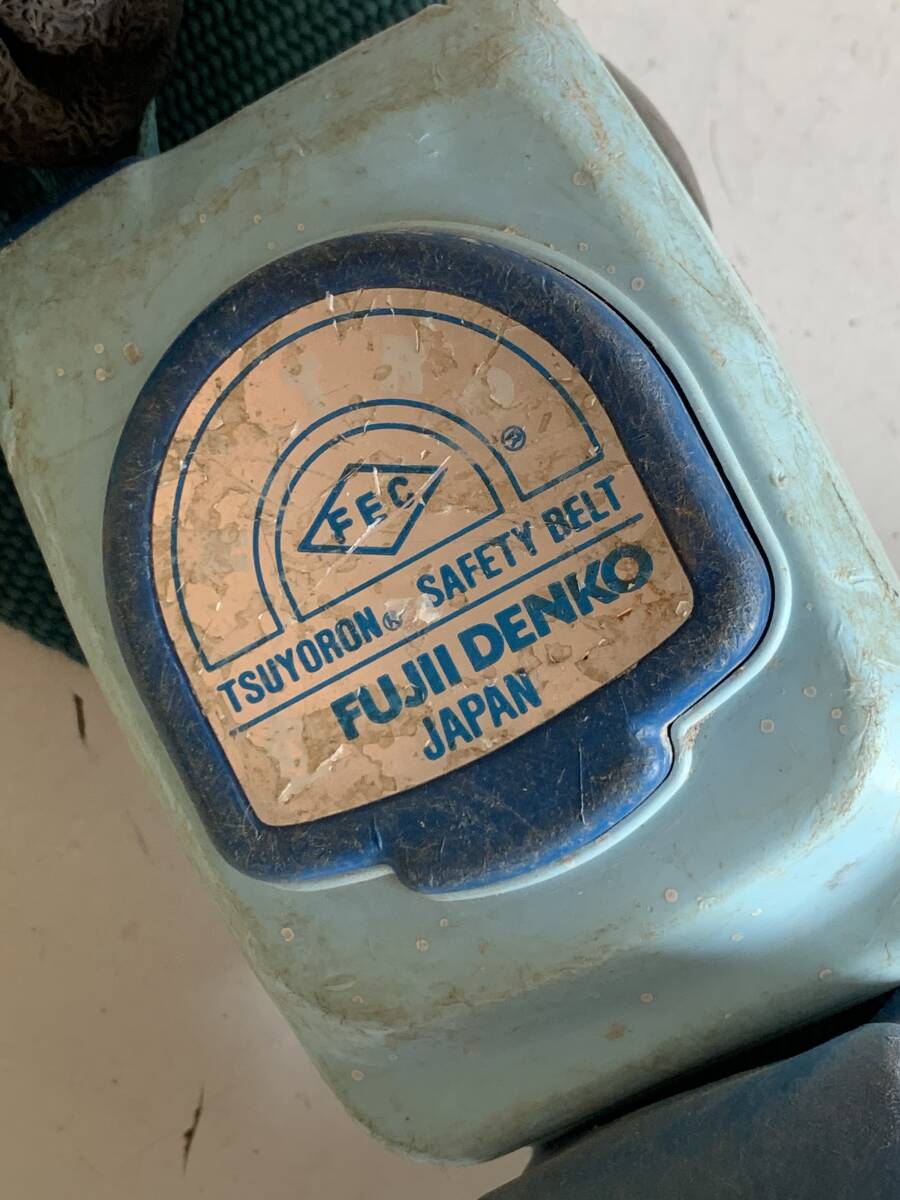 ®
FEC
TSUYORON® SAFETY BELT
FUJII DENKO
JAPAN